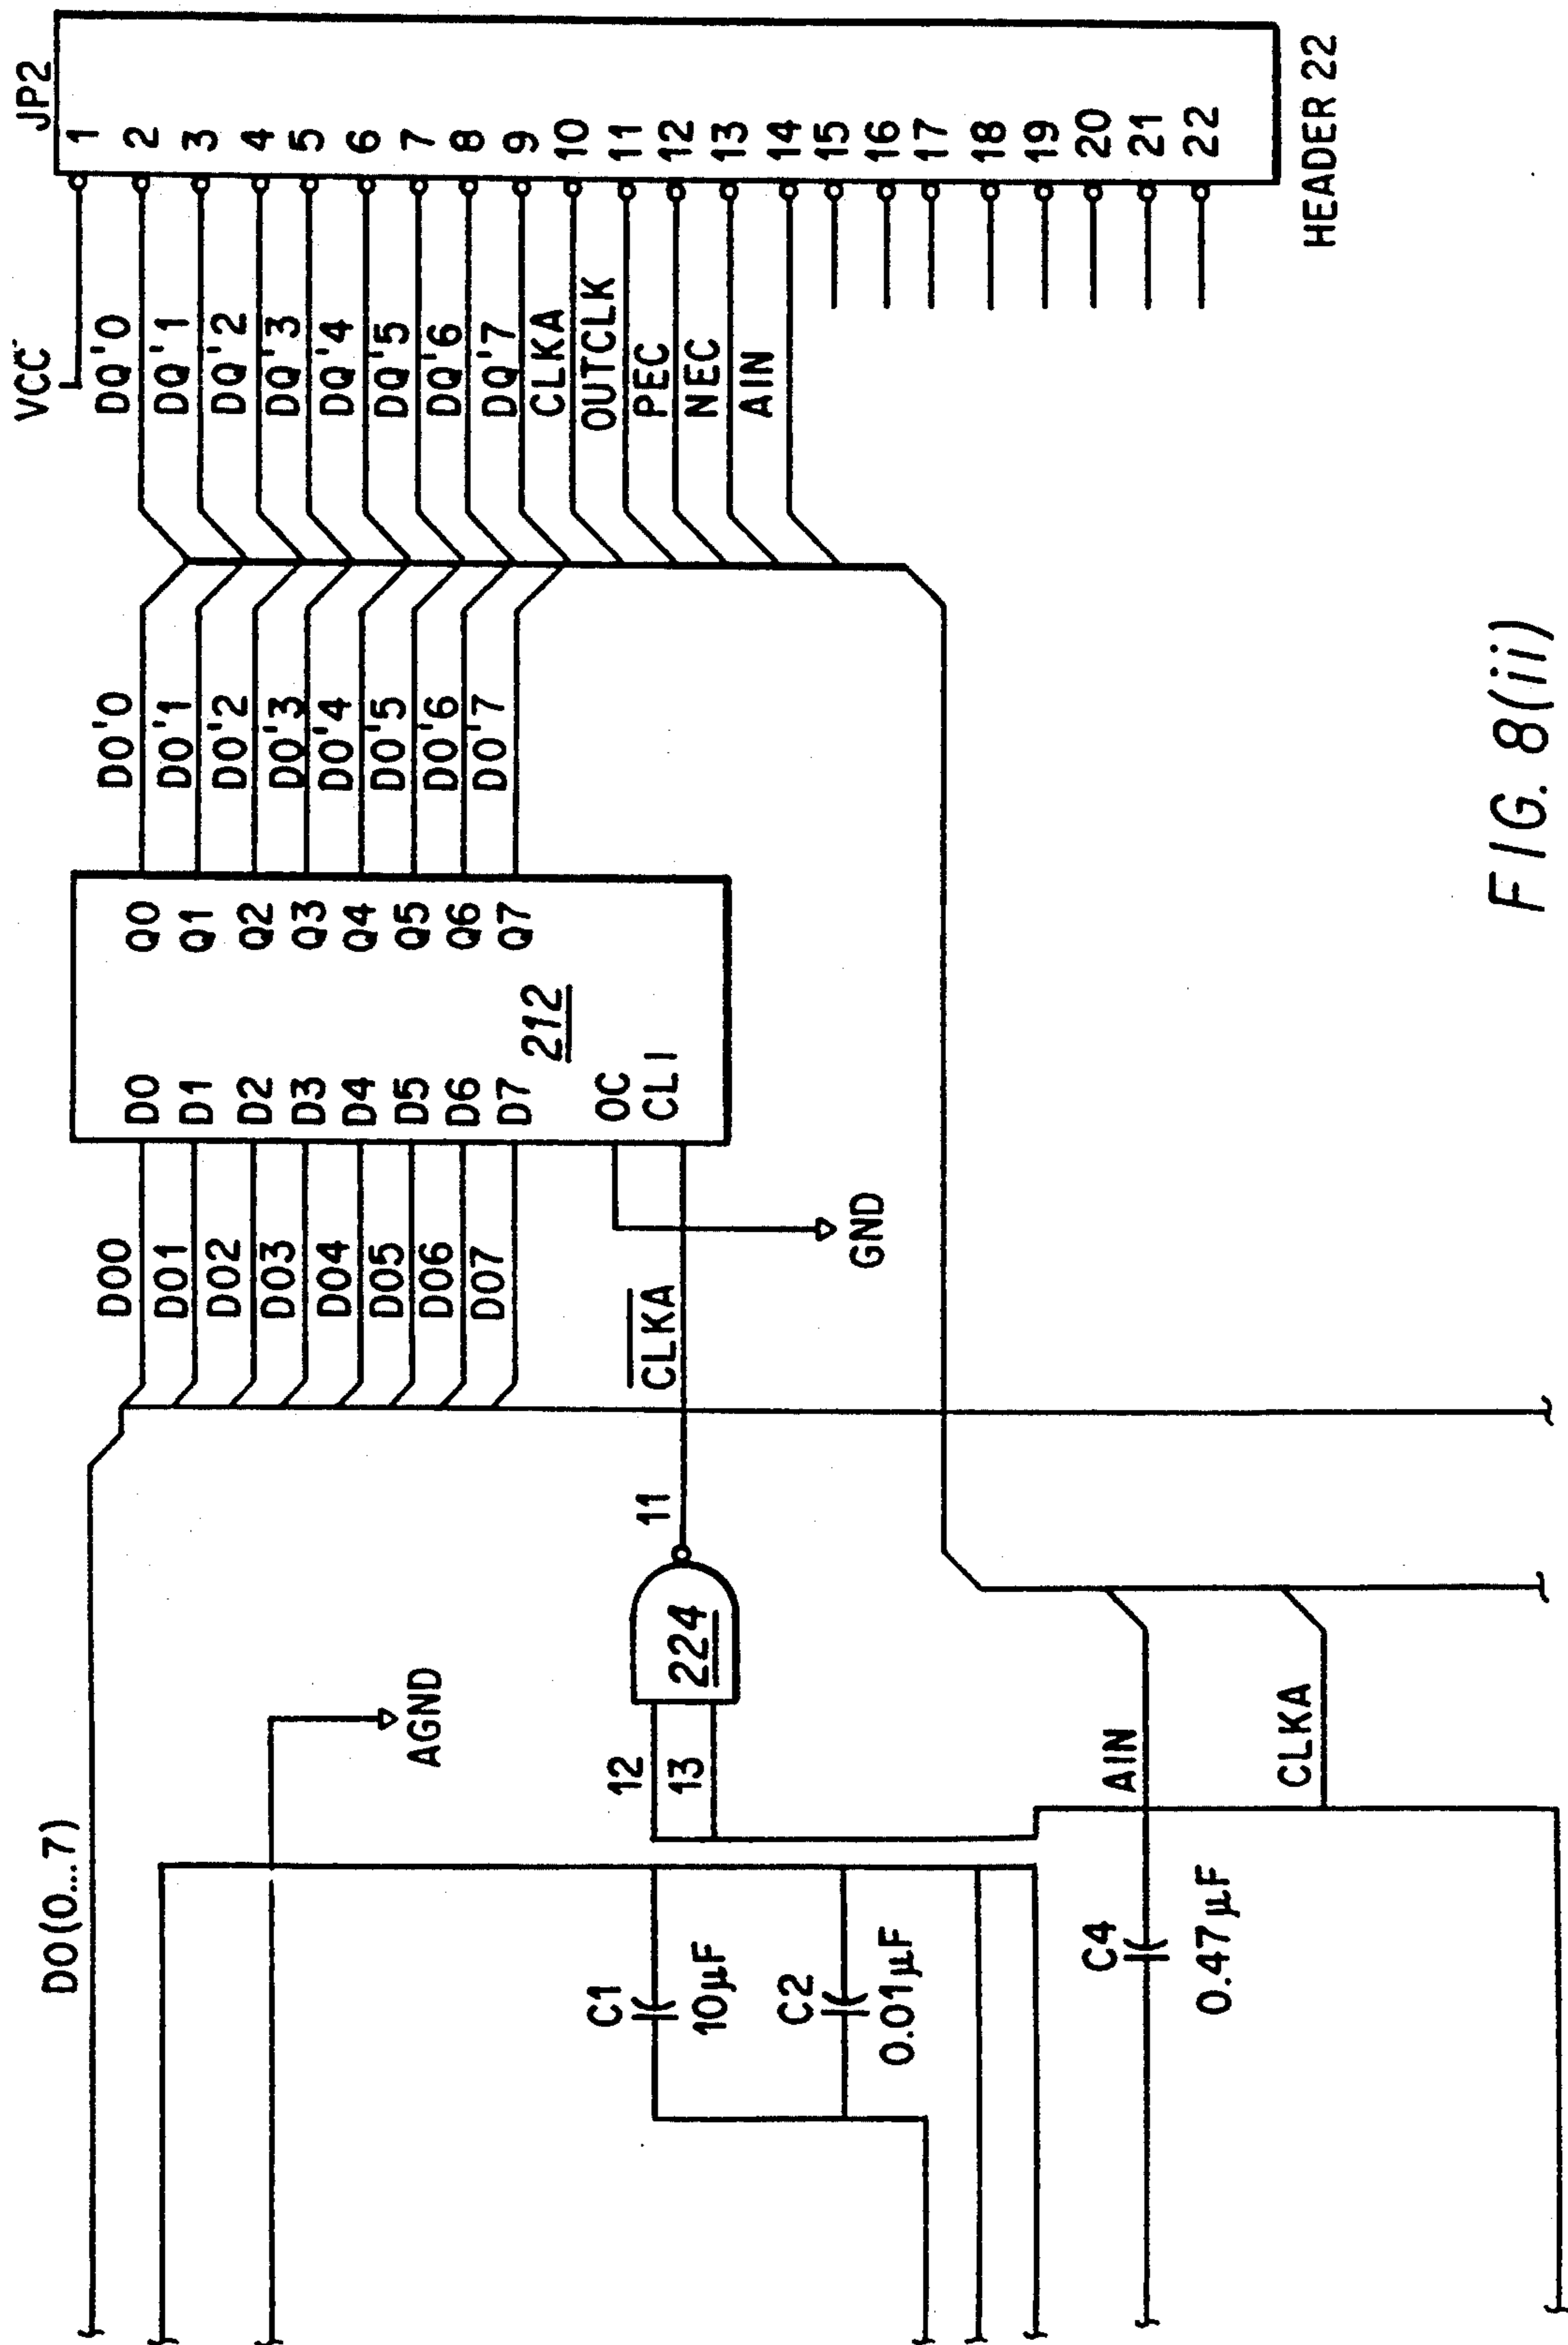 JP2
VCC
1
2
3
4
5
6
7
8
9
10
11
12
13
14
15
16
17
18
19
20
21
22
HEADER 22
DQ'0
DQ'1
DQ'2
DQ'3
DQ'4
DQ'5
DQ'6
DQ'7
CLKA
OUTCLK
PEC
NEC
AIN
DO'0
DO'1
DO'2
DO'3
DO'4
DO'5
DO'6
DO'7
Q0
Q1
Q2
Q3
Q4
Q5
Q6
Q7
212
D0
D1
D2
D3
D4
D5
D6
D7
OC
CLI
DO0
DO1
DO2
DO3
DO4
DO5
DO6
DO7
GND
CLKA
11
224
12
13
AGND
DO(0...7)
C1
10µF
C2
0.01µF
AIN
CLKA
C4
0.47µF
FIG. 8(ii)